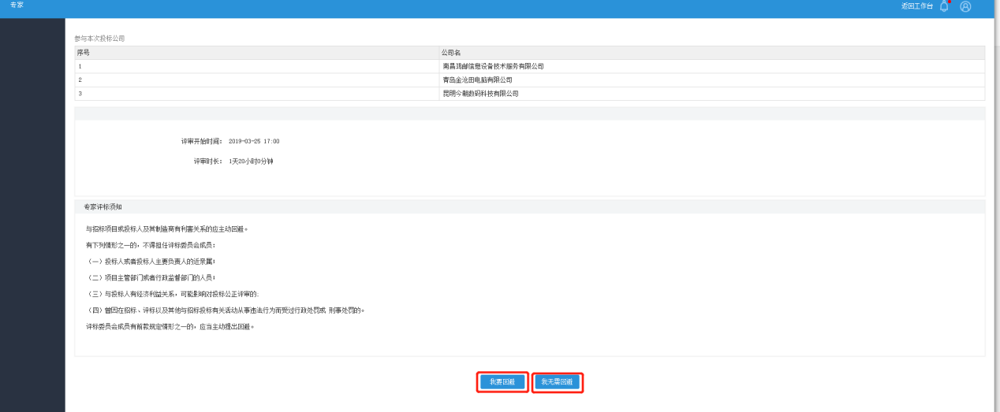 专家
返回工作台
参与本次投标公司
序号 公司名
1 南昌鸿邮信息设备技术服务有限公司
2 青岛金沧田电脑有限公司
3 昆明今朝数码科技有限公司
评审开始时间: 2019-03-25 17:00
评审时长: 1天20小时0分钟
专家评标须知
与招标项目或投标人及其制造商有利害关系的应主动回避。
有下列情形之一的,不得担任评标委员会成员:
(一)投标人或者投标人主要负责人的近亲属;
(二)项目主管部门或者行政监督部门的人员;
(三)与投标人有经济利益关系,可能影响对投标公正评审的;
(四)曾因在招标、评标以及其他与招标投标有关活动从事违法行为而受过行政处罚或 刑事处罚的。
评标委员会成员有前款规定情形之一的,应当主动提出回避。
我要回避 我无需回避